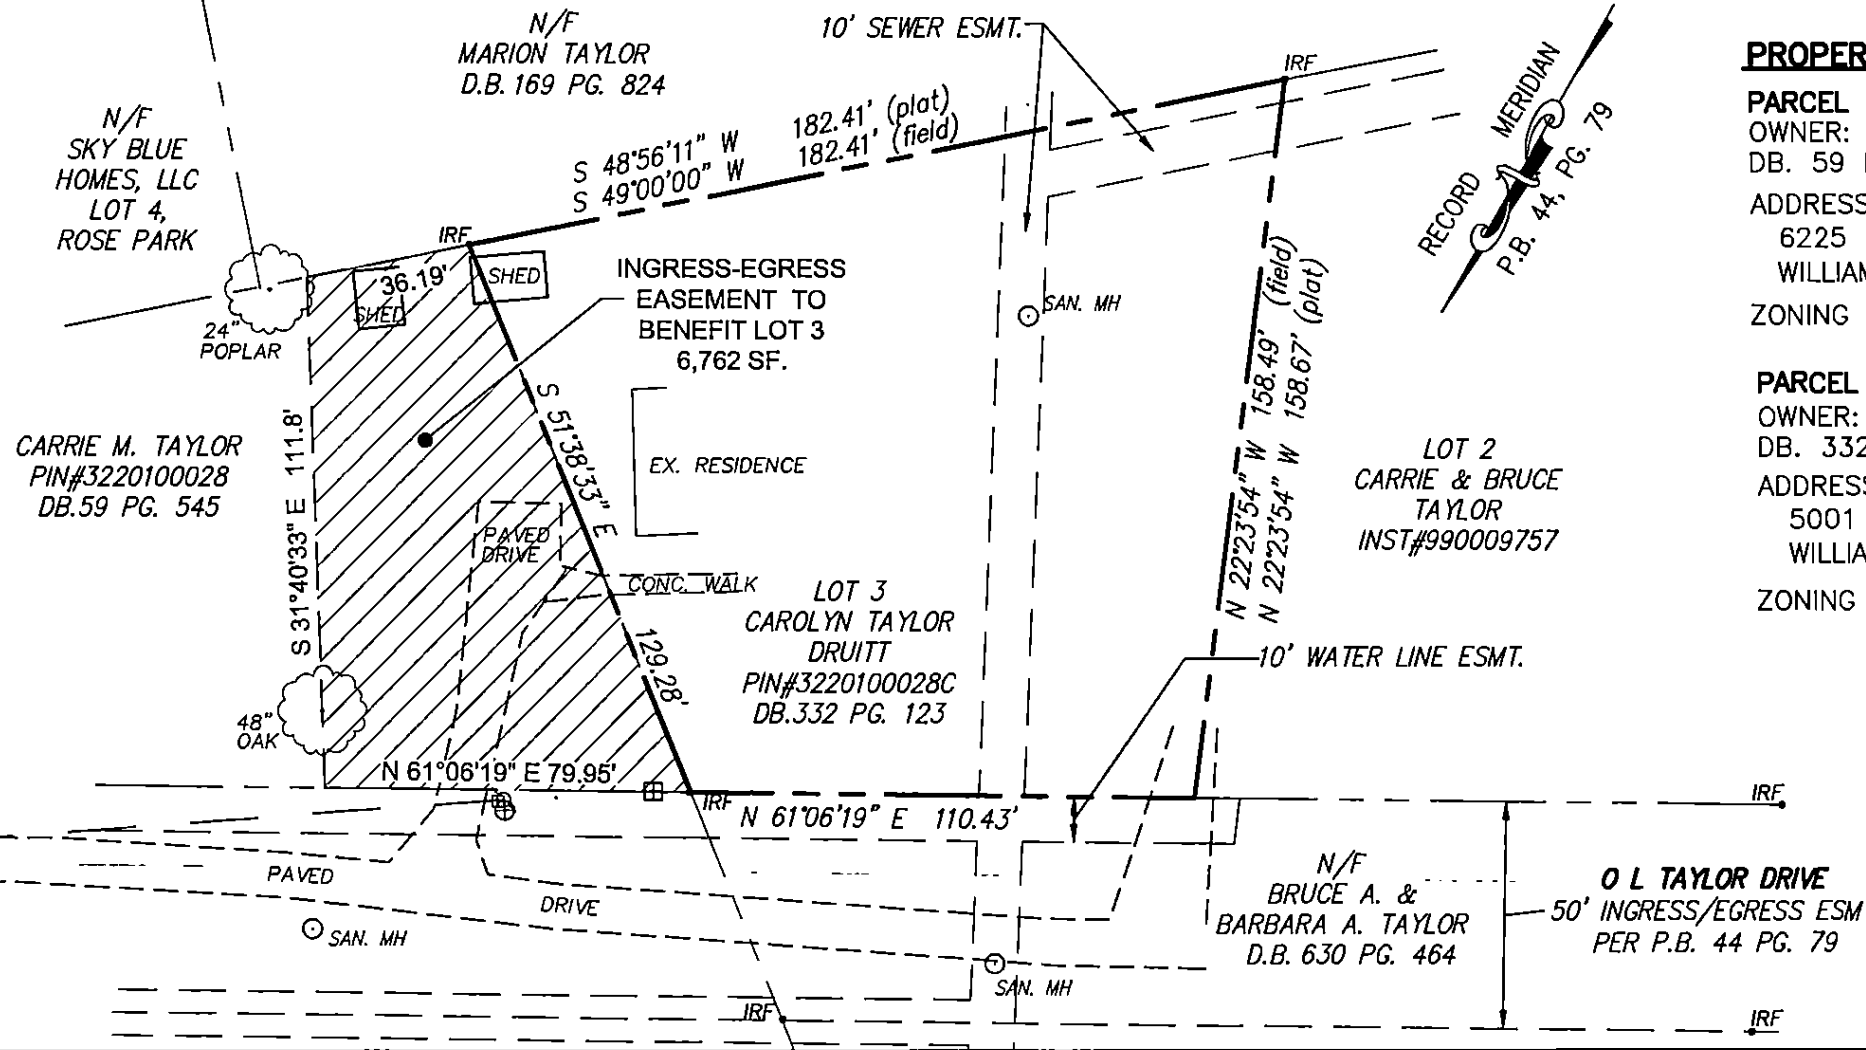 N/F
MARION TAYLOR
D.B. 169 PG. 824
10' SEWER ESMT.
IRF
N/F
SKY BLUE
HOMES, LLC
LOT 4,
ROSE PARK
S 48°56'11" W 182.41' (plat)
S 49°00'00" W 182.41' (field)
RECORD MERIDIAN
P.B. 44, PG. 79
PROPER
PARCEL
OWNER:
DB. 59
ADDRESS
6225
WILLIAM
ZONING
PARCEL
OWNER:
DB. 332
ADDRESS
5001
WILLIA
ZONING
IRF
36.19'
SHED
SHED
24"
POPLAR
INGRESS-EGRESS
EASEMENT TO
BENEFIT LOT 3
6,762 SF.
SAN. MH
N 22°23'54" W 158.49' (field)
N 22°23'54" W 158.67' (plat)
CARRIE M. TAYLOR
PIN#3220100028
DB.59 PG. 545
S 31°40'33" E 111.8'
S 51°38'33" E
129.28'
EX. RESIDENCE
LOT 2
CARRIE & BRUCE
TAYLOR
INST#990009757
PAVED
DRIVE
CONC. WALK
LOT 3
CAROLYN TAYLOR
DRUITT
PIN#3220100028C
DB.332 PG. 123
10' WATER LINE ESMT.
48"
OAK
N 61°06'19" E 79.95'
IRF
N 61°06'19" E 110.43'
IRF
PAVED
DRIVE
SAN. MH
SAN. MH
N/F
BRUCE A. &
BARBARA A. TAYLOR
D.B. 630 PG. 464
O L TAYLOR DRIVE
50' INGRESS/EGRESS ESM
PER P.B. 44 PG. 79
IRF
IRF